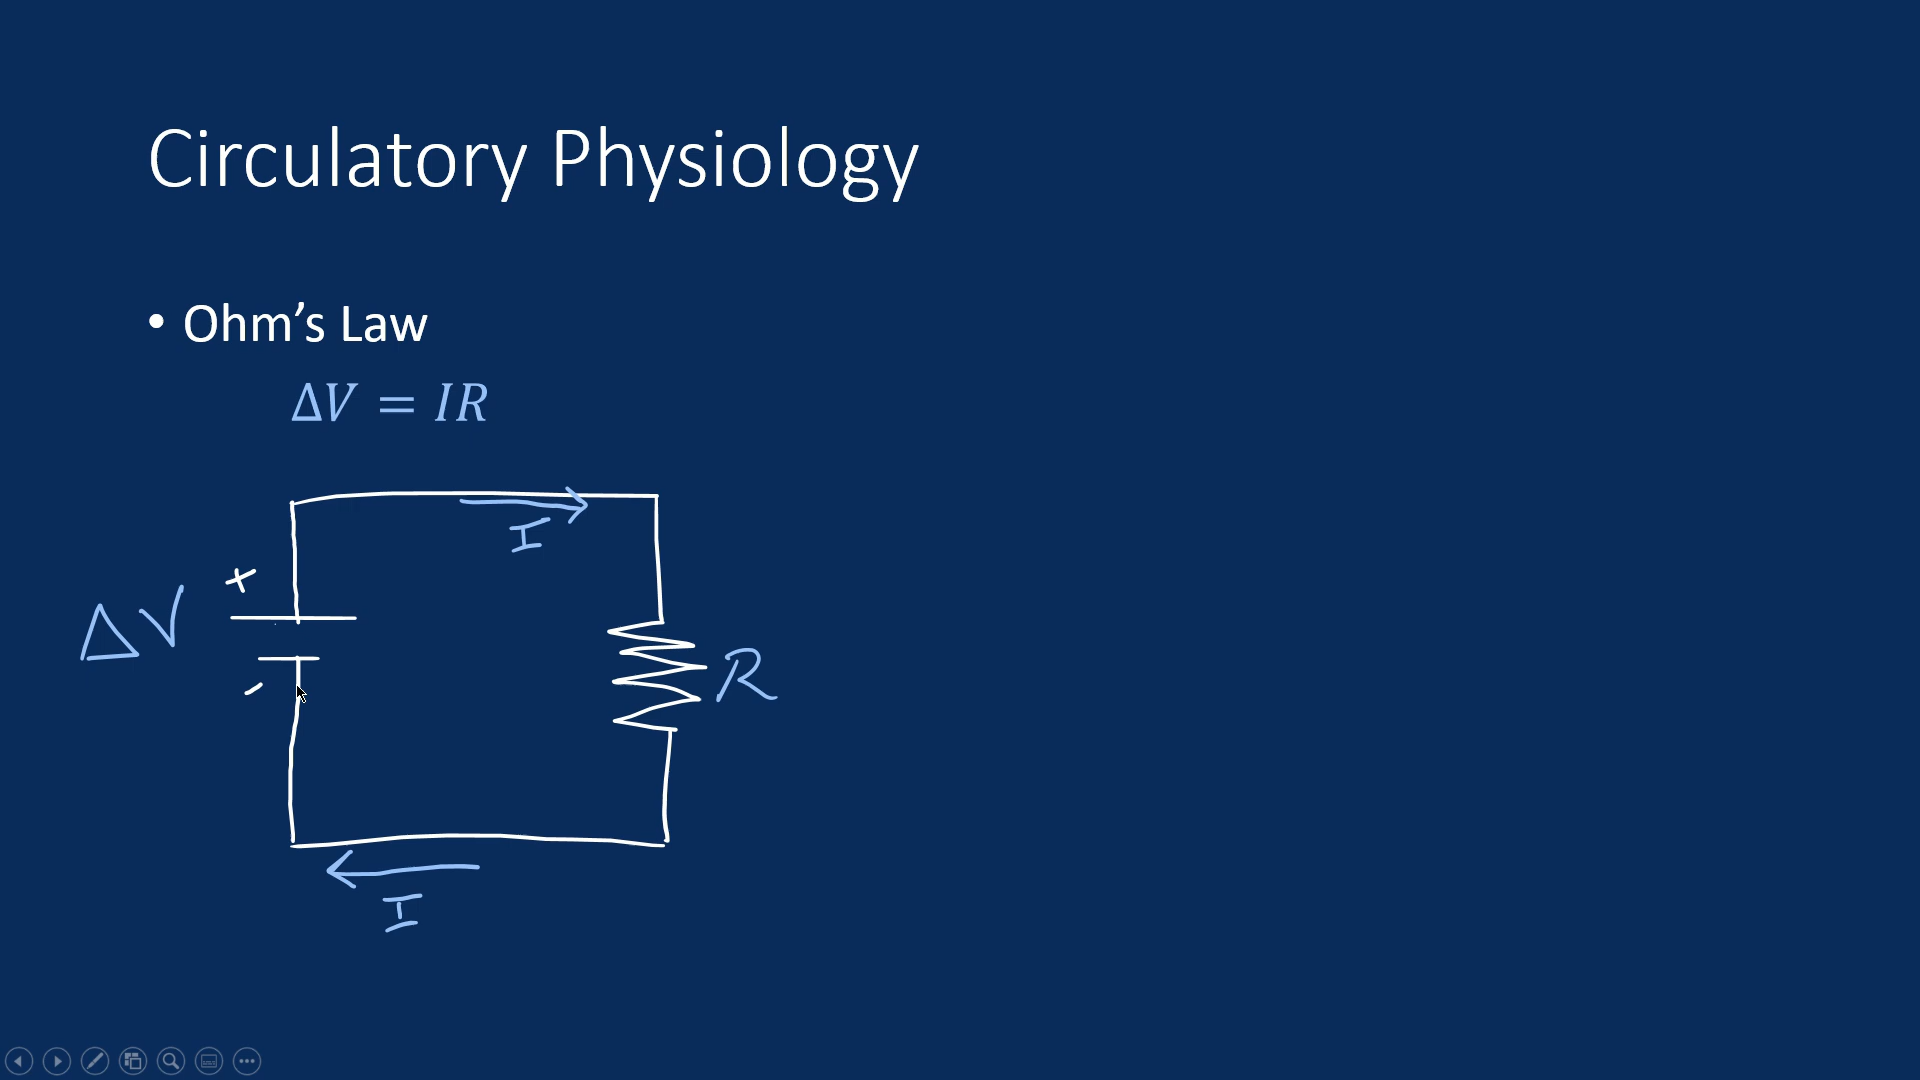 Circulatory Physiology
• Ohm’s Law
ΔV = IR
I
+
ΔV
-
R
I